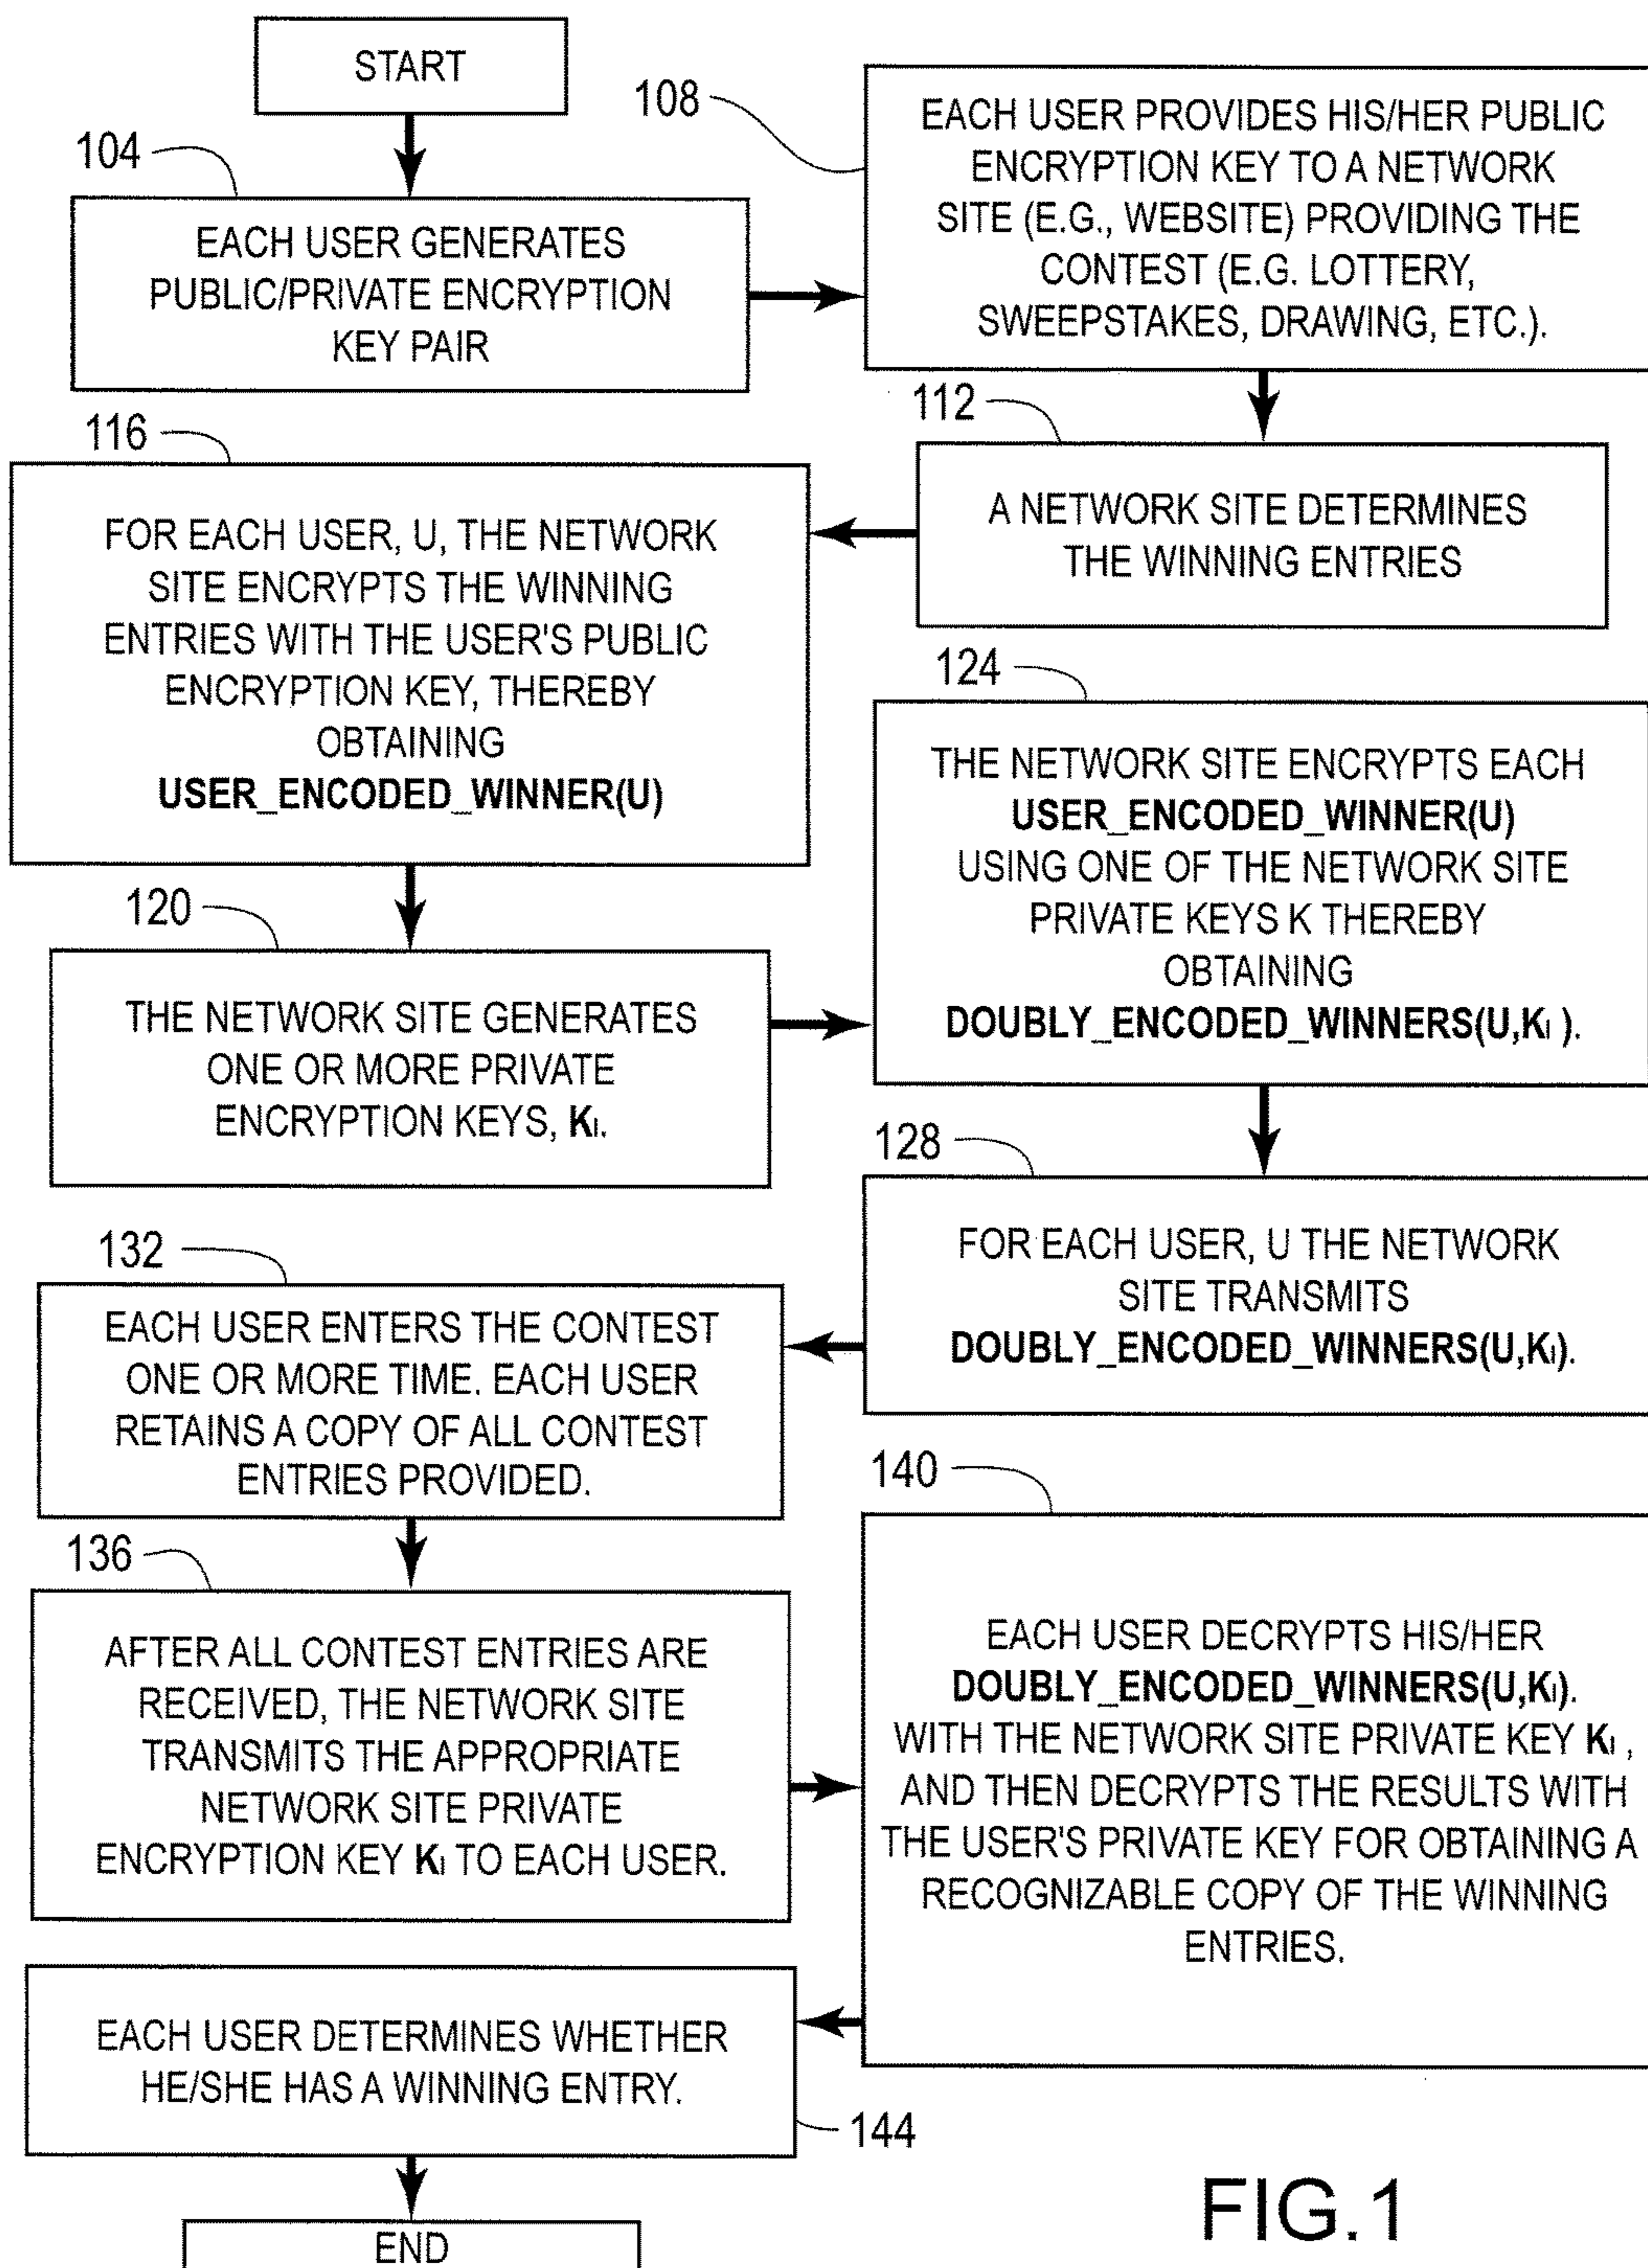 START
104
EACH USER GENERATES
PUBLIC/PRIVATE ENCRYPTION
KEY PAIR
108
EACH USER PROVIDES HIS/HER PUBLIC
ENCRYPTION KEY TO A NETWORK
SITE (E.G., WEBSITE) PROVIDING THE
CONTEST (E.G. LOTTERY,
SWEEPSTAKES, DRAWING, ETC.).
112
A NETWORK SITE DETERMINES
THE WINNING ENTRIES
116
FOR EACH USER, U, THE NETWORK
SITE ENCRYPTS THE WINNING
ENTRIES WITH THE USER'S PUBLIC
ENCRYPTION KEY, THEREBY
OBTAINING
USER_ENCODED_WINNER(U)
120
THE NETWORK SITE GENERATES
ONE OR MORE PRIVATE
ENCRYPTION KEYS, KI.
124
THE NETWORK SITE ENCRYPTS EACH
USER_ENCODED_WINNER(U)
USING ONE OF THE NETWORK SITE
PRIVATE KEYS K THEREBY
OBTAINING
DOUBLY_ENCODED_WINNERS(U,KI ).
128
FOR EACH USER, U THE NETWORK
SITE TRANSMITS
DOUBLY_ENCODED_WINNERS(U,KI).
132
EACH USER ENTERS THE CONTEST
ONE OR MORE TIME. EACH USER
RETAINS A COPY OF ALL CONTEST
ENTRIES PROVIDED.
136
AFTER ALL CONTEST ENTRIES ARE
RECEIVED, THE NETWORK SITE
TRANSMITS THE APPROPRIATE
NETWORK SITE PRIVATE
ENCRYPTION KEY KI TO EACH USER.
140
EACH USER DECRYPTS HIS/HER
DOUBLY_ENCODED_WINNERS(U,KI).
WITH THE NETWORK SITE PRIVATE KEY KI ,
AND THEN DECRYPTS THE RESULTS WITH
THE USER'S PRIVATE KEY FOR OBTAINING A
RECOGNIZABLE COPY OF THE WINNING
ENTRIES.
EACH USER DETERMINES WHETHER
HE/SHE HAS A WINNING ENTRY.
144
END
FIG.1